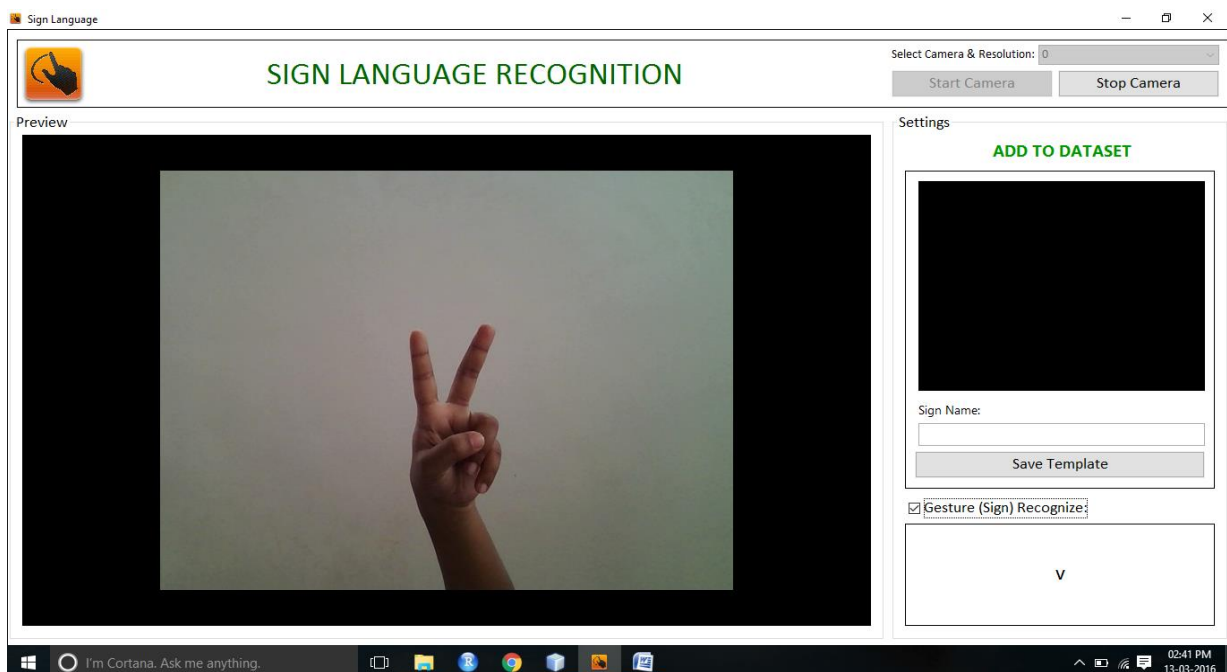 Sign Language
SIGN LANGUAGE RECOGNITION
Select Camera & Resolution: 0
Start Camera
Stop Camera
Preview
Settings
ADD TO DATASET
Sign Name:
Save Template
Gesture (Sign) Recognize:
V
I'm Cortana. Ask me anything.
02:41 PM
13-03-2016